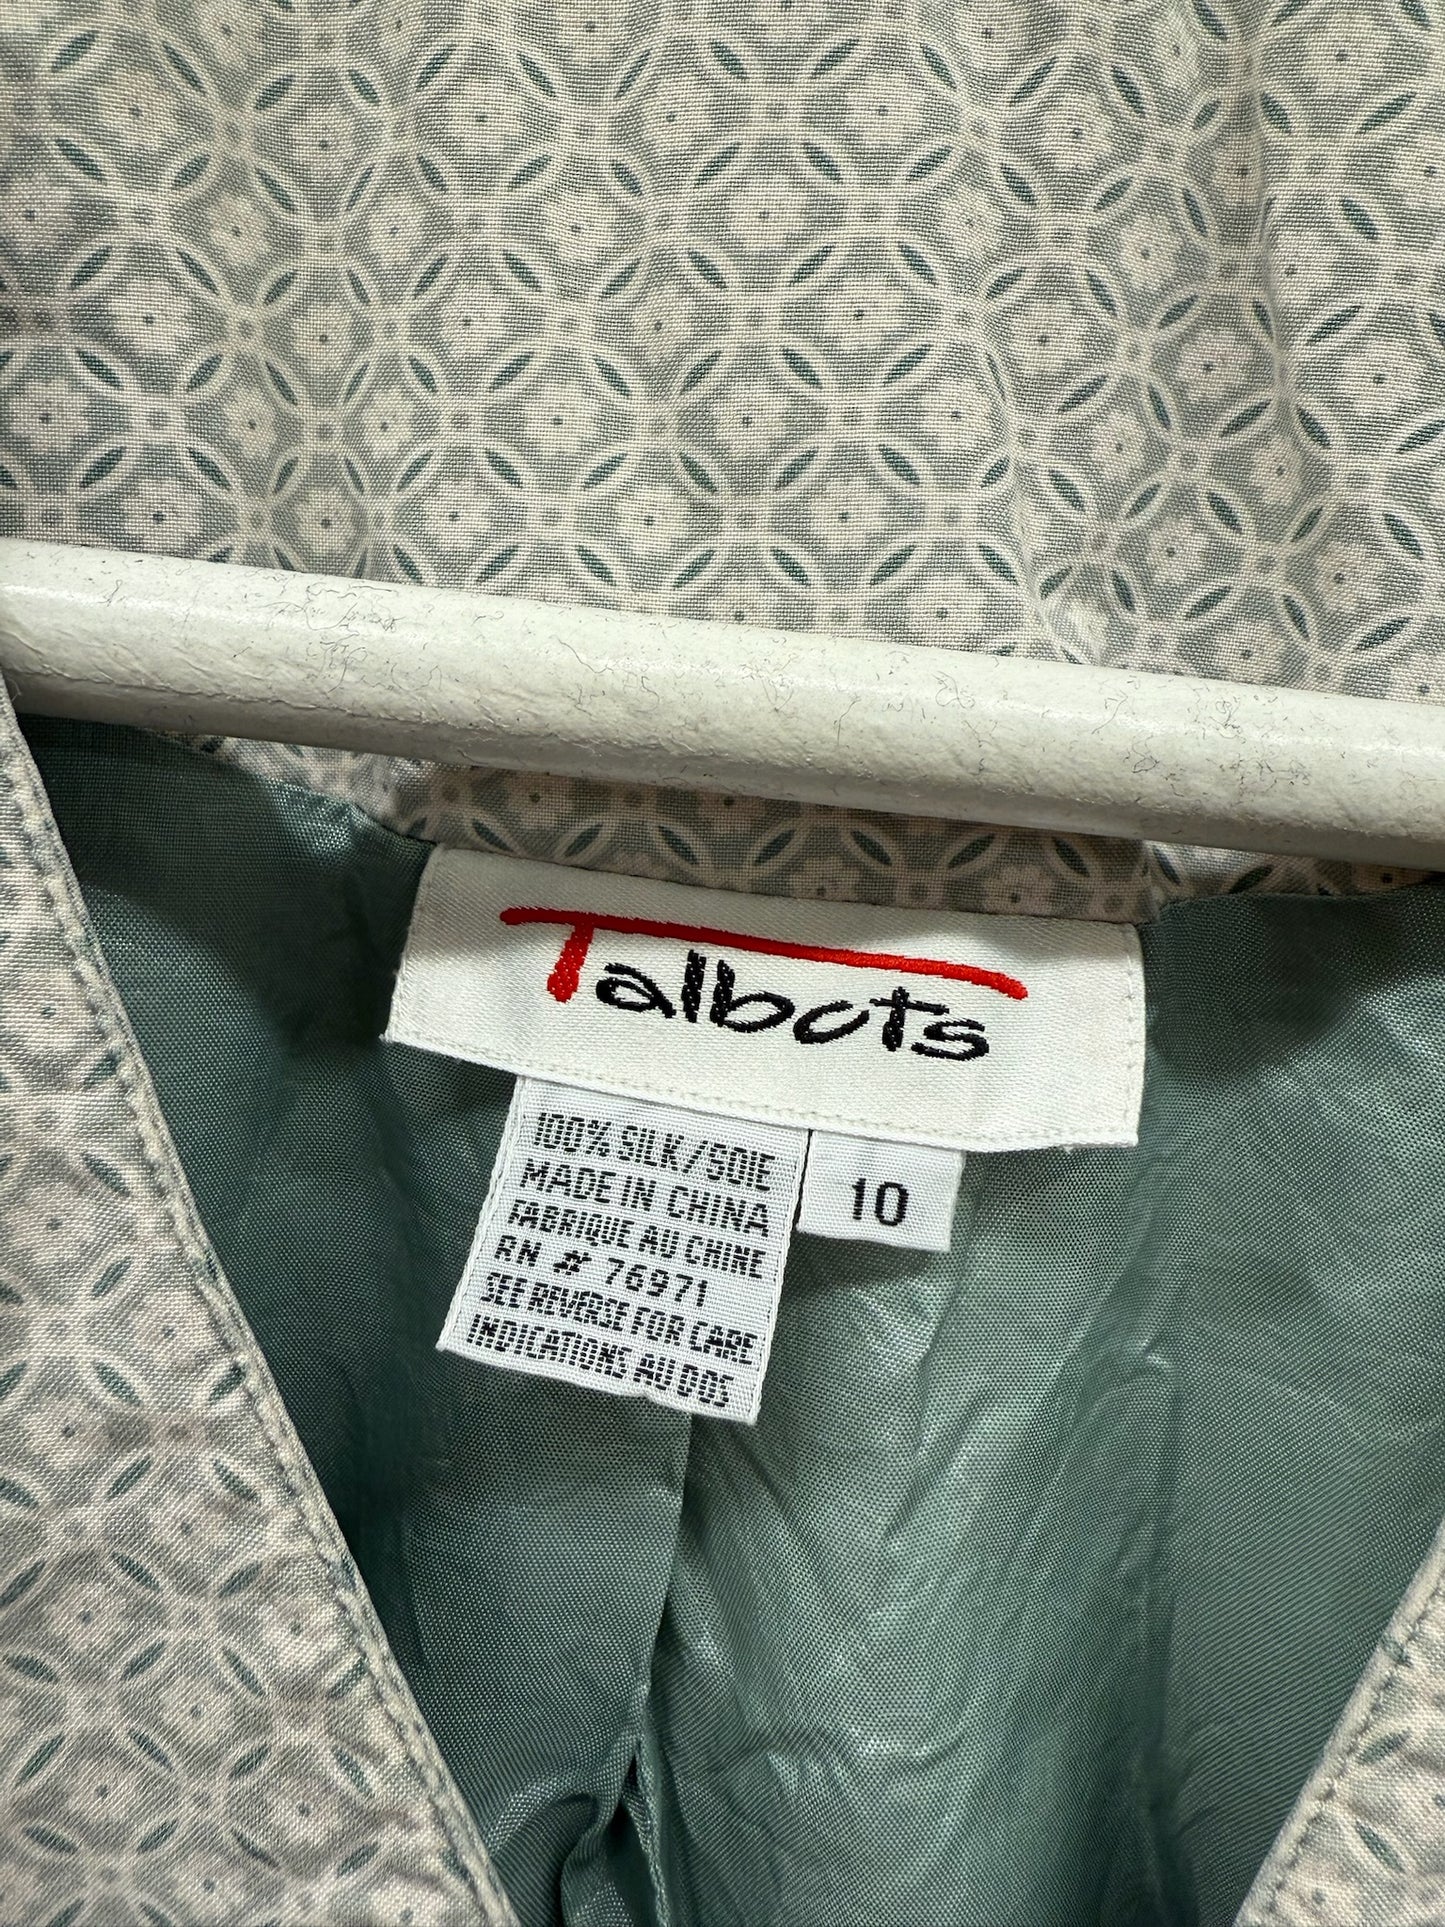 Talbots
100% SILK/SOIE
MADE IN CHINA
FABRIQUE AU CHINE
RN # 76971
SEE REVERSE FOR CARE
INDICATIONS AU DOS
10